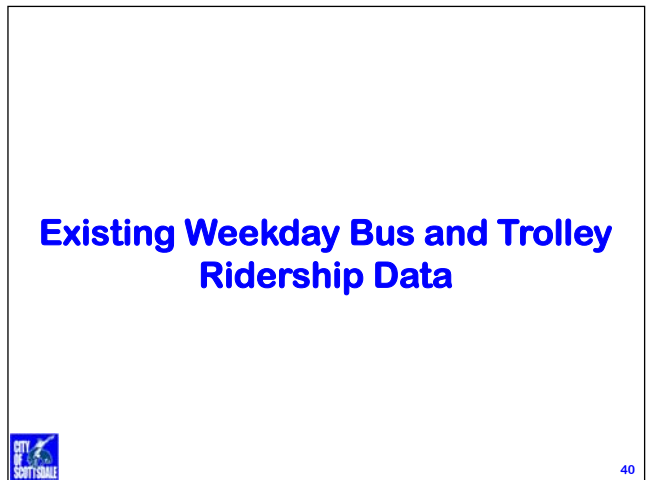 Existing Weekday Bus and Trolley
Ridership Data
CITY
OF
SCOTTSDALE
40